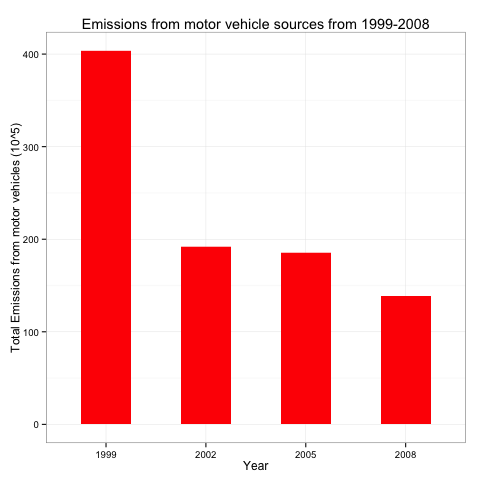 Emissions from motor vehicle sources from 1999-2008
Total Emissions from motor vehicles (10^5)
400
300
200
100
0
1999 2002 2005 2008
Year